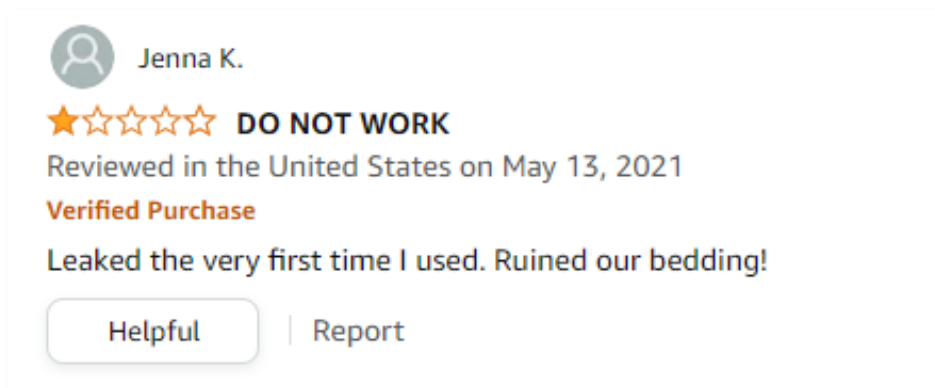 Jenna K.
DO NOT WORK
Reviewed in the United States on May 13, 2021
Verified Purchase
Leaked the very first time I used. Ruined our bedding!
Helpful Report